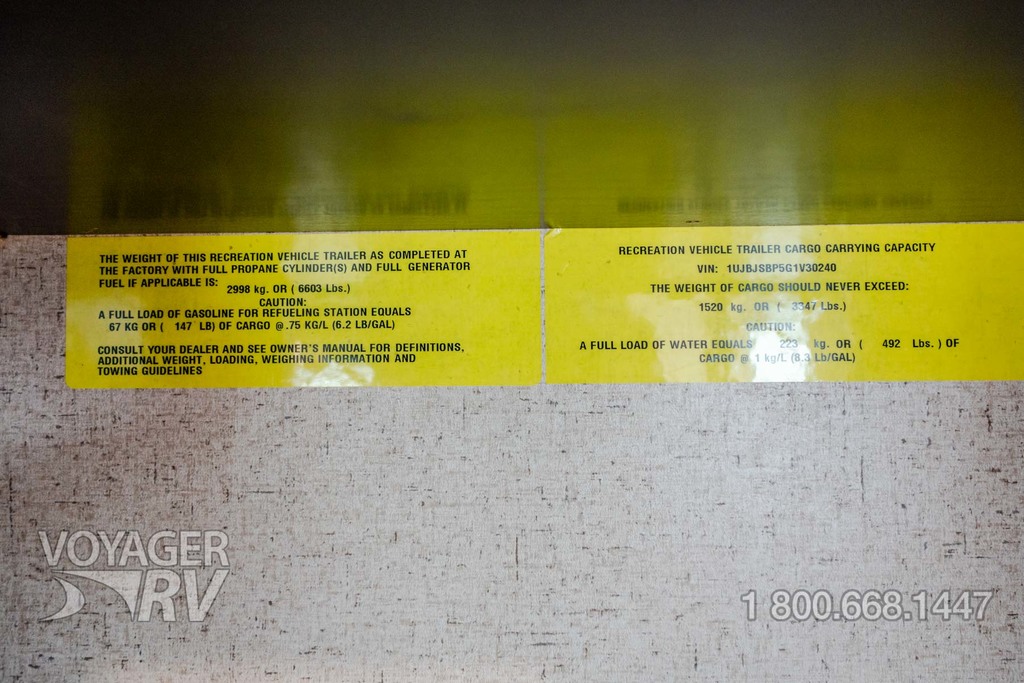 THE WEIGHT OF THIS RECREATION VEHICLE TRAILER AS COMPLETED AT
THE FACTORY WITH FULL PROPANE CYLINDER(S) AND FULL GENERATOR
FUEL IF APPLICABLE IS: 2998 kg. OR ( 6603 Lbs.)
CAUTION:
A FULL LOAD OF GASOLINE FOR REFUELING STATION EQUALS
67 KG OR ( 147 LB) OF CARGO @ .75 KG/L (6.2 LB/GAL)
CONSULT YOUR DEALER AND SEE OWNER'S MANUAL FOR DEFINITIONS,
ADDITIONAL WEIGHT, LOADING, WEIGHING INFORMATION AND
TOWING GUIDELINES
RECREATION VEHICLE TRAILER CARGO CARRYING CAPACITY
VIN: 1UJBJSBP5G1V30240
THE WEIGHT OF CARGO SHOULD NEVER EXCEED:
1520 kg. OR ( 3347 Lbs.)
CAUTION:
A FULL LOAD OF WATER EQUALS 223 kg. OR ( 492 Lbs. ) OF
CARGO @ 1 kg/L (8.3 Lb/GAL)
VOYAGER
RV
1 800.668.1447